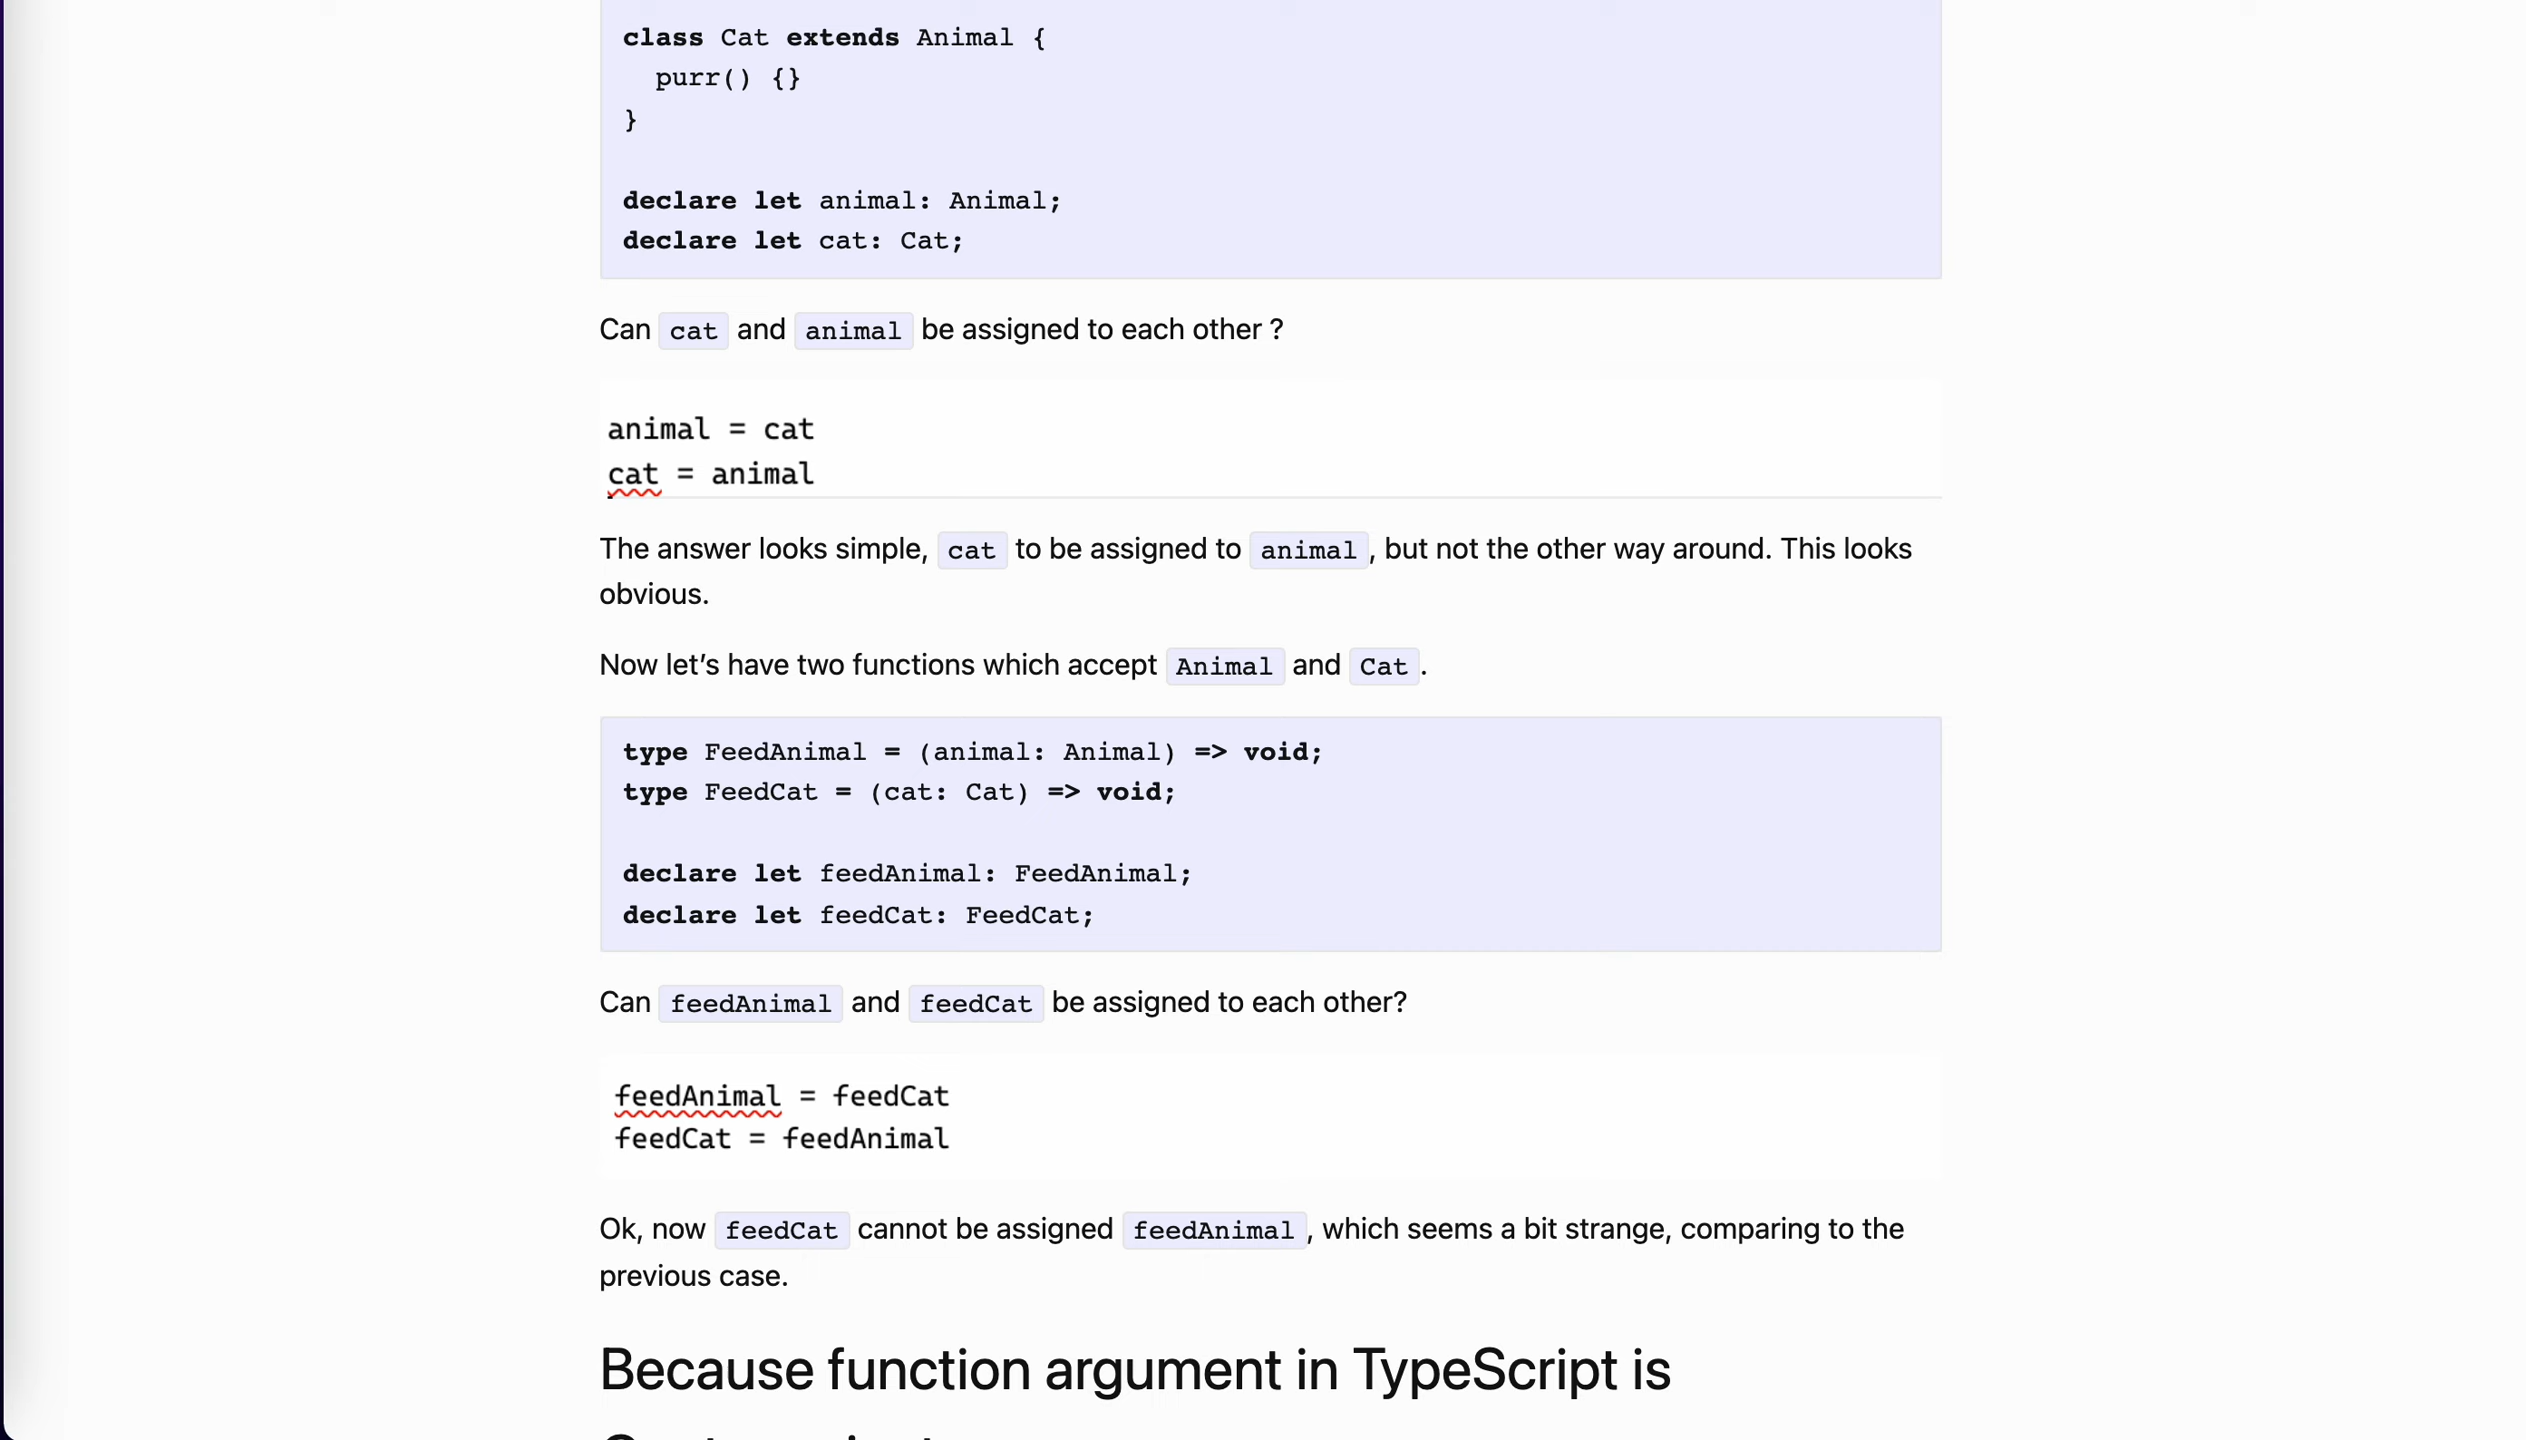 class Cat extends Animal {
  purr() {}
}
declare let animal: Animal;
declare let cat: Cat;
Can cat and animal be assigned to each other ?
animal = cat
cat = animal
The answer looks simple, cat to be assigned to animal, but not the other way around. This looks
obvious.
Now let’s have two functions which accept Animal and Cat.
type FeedAnimal = (animal: Animal) => void;
type FeedCat = (cat: Cat) => void;
declare let feedAnimal: FeedAnimal;
declare let feedCat: FeedCat;
Can feedAnimal and feedCat be assigned to each other?
feedAnimal = feedCat
feedCat = feedAnimal
Ok, now feedCat cannot be assigned feedAnimal, which seems a bit strange, comparing to the
previous case.
Because function argument in TypeScript is